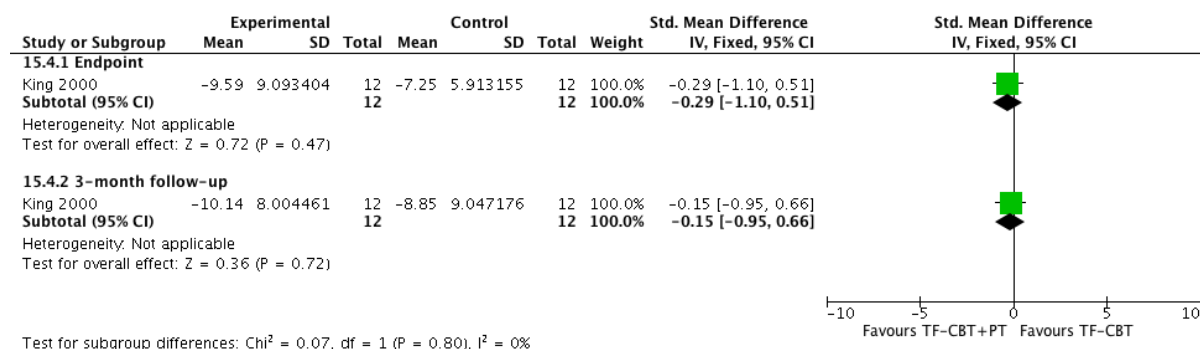 Experimental Control Std. Mean Difference Std. Mean Difference
Study or Subgroup Mean SD Total Mean SD Total Weight IV, Fixed, 95% CI IV, Fixed, 95% CI
15.4.1 Endpoint
King 2000 -9.59 9.093404 12 -7.25 5.913155 12 100.0% -0.29 [-1.10, 0.51]
Subtotal (95% CI) 12 12 100.0% -0.29 [-1.10, 0.51]
Heterogeneity: Not applicable
Test for overall effect: Z = 0.72 (P = 0.47)
15.4.2 3-month follow-up
King 2000 -10.14 8.004461 12 -8.85 9.047176 12 100.0% -0.15 [-0.95, 0.66]
Subtotal (95% CI) 12 12 100.0% -0.15 [-0.95, 0.66]
Heterogeneity: Not applicable
Test for overall effect: Z = 0.36 (P = 0.72)
-10 -5 0 5 10
Favours TF-CBT+PT Favours TF-CBT
Test for subgroup differences: Chi² = 0.07, df = 1 (P = 0.80), I² = 0%